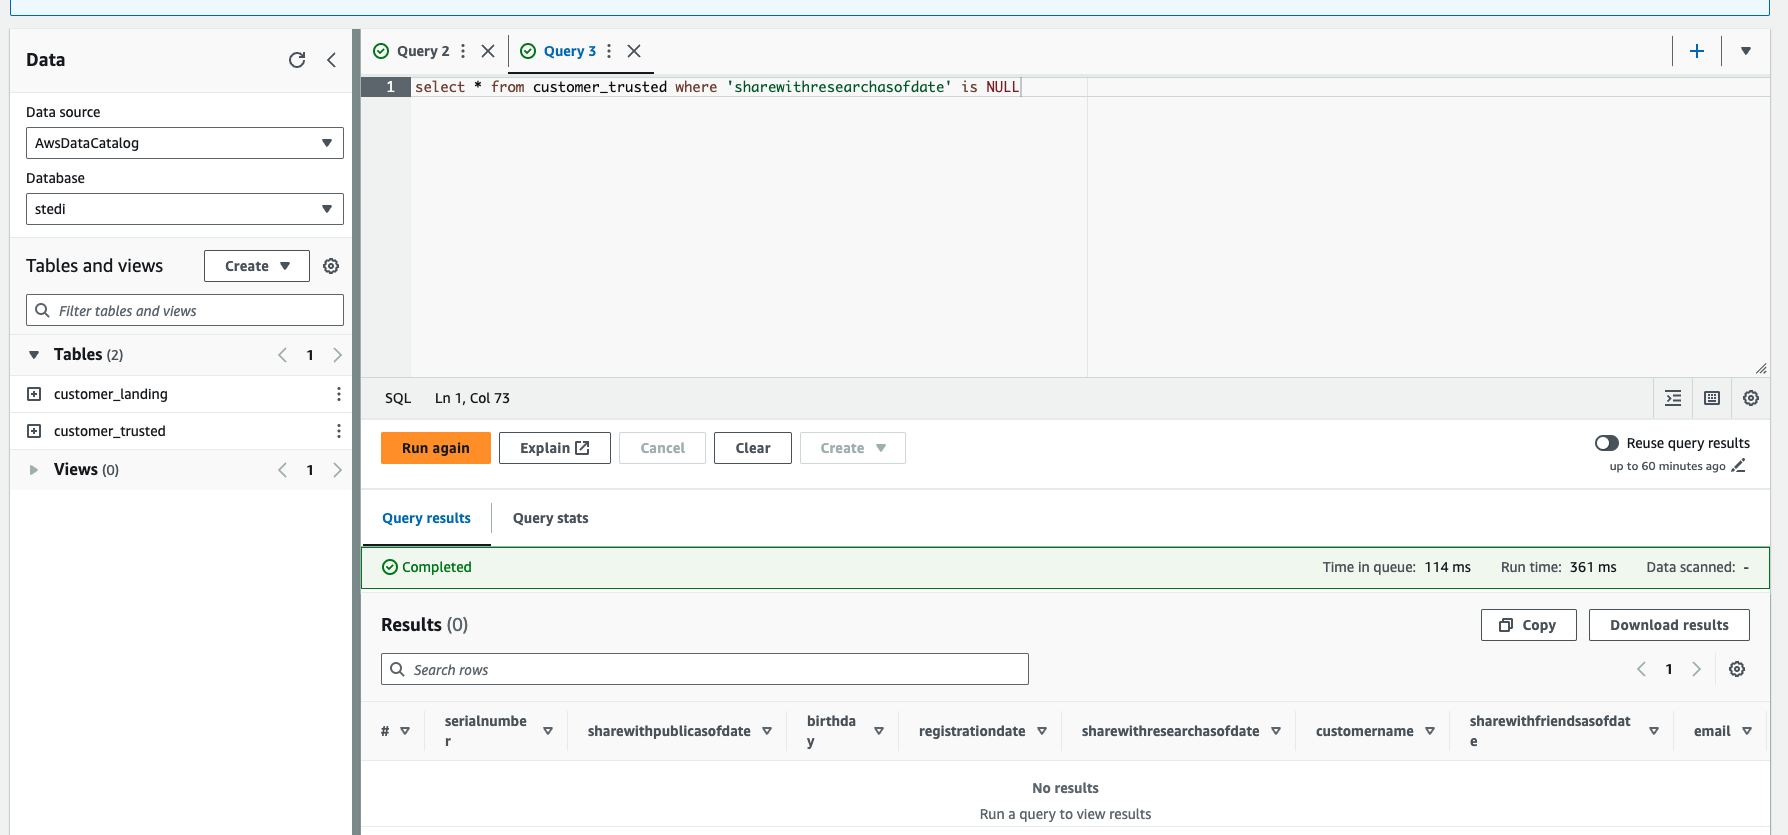 Data
Data source
AwsDataCatalog
Database
stedi
Tables and views
Create
Filter tables and views
Tables (2)
1
customer_landing
customer_trusted
Views (0)
1
Query 2
Query 3
1
select * from customer_trusted where 'sharewithresearchasofdate' is NULL
SQL
Ln 1, Col 73
Run again
Explain
Cancel
Clear
Create
Reuse query results
up to 60 minutes ago
Query results
Query stats
Completed
Time in queue: 114 ms
Run time: 361 ms
Data scanned: -
Results (0)
Copy
Download results
Search rows
1
#
serialnumbe
r
sharewithpublicasofdate
birthda
y
registrationdate
sharewithresearchasofdate
customername
sharewithfriendsasofdat
e
email
No results
Run a query to view results